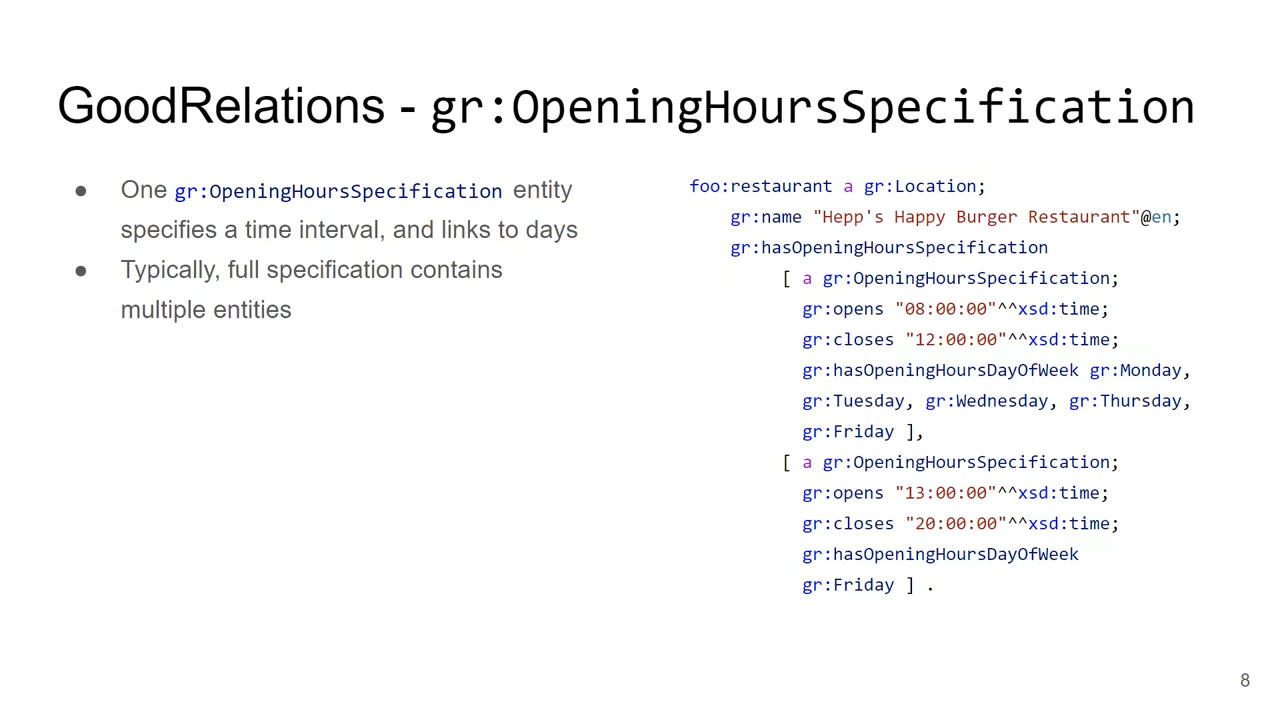 GoodRelations - gr:OpeningHoursSpecification
● One gr:OpeningHoursSpecification entity
specifies a time interval, and links to days
● Typically, full specification contains
multiple entities
foo:restaurant a gr:Location;
gr:name "Hepp's Happy Burger Restaurant"@en;
gr:hasOpeningHoursSpecification
[ a gr:OpeningHoursSpecification;
gr:opens "08:00:00"^^xsd:time;
gr:closes "12:00:00"^^xsd:time;
gr:hasOpeningHoursDayOfWeek gr:Monday,
gr:Tuesday, gr:Wednesday, gr:Thursday,
gr:Friday ],
[ a gr:OpeningHoursSpecification;
gr:opens "13:00:00"^^xsd:time;
gr:closes "20:00:00"^^xsd:time;
gr:hasOpeningHoursDayOfWeek
gr:Friday ] .
8